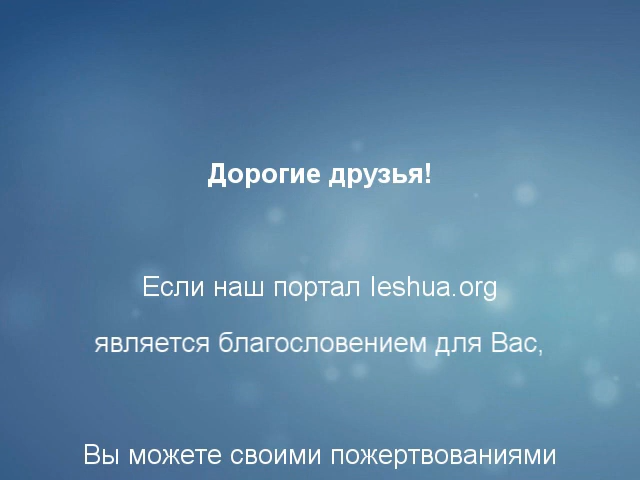 Дорогие друзья!
Если наш портал Ieshua.org
является благословением для Вас,
Вы можете своими пожертвованиями